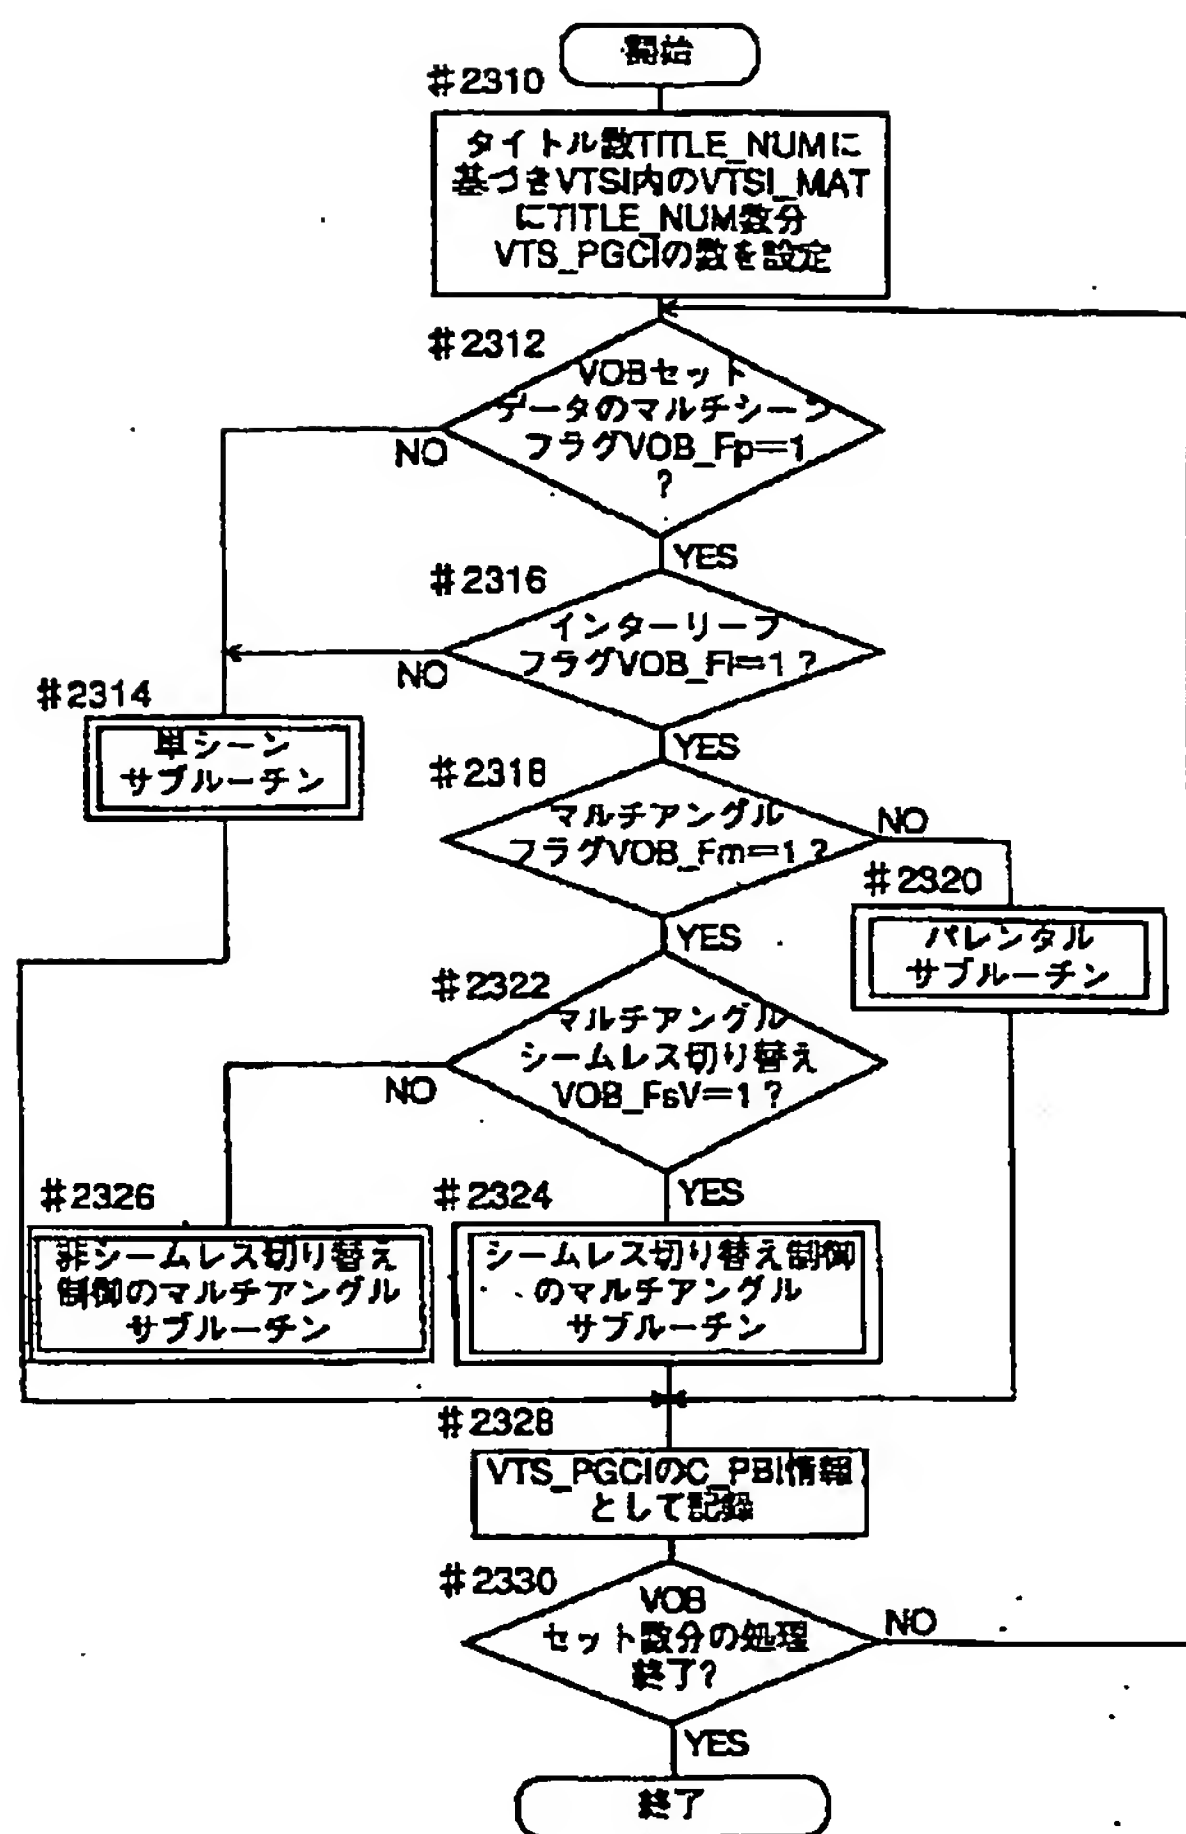 開始
#2310
タイトル数TITLE_NUMに
基づきVTSI内のVTSI_MAT
にTITLE_NUM数分
VTS_PGCIの数を設定
#2312
VOBセット
データのマルチシーン
フラグVOB_Fp=1
?
NO
YES
#2316
インターリーブ
フラグVOB_Fi=1?
NO
YES
#2314
単シーン
サブルーチン
#2318
マルチアングル
フラグVOB_Fm=1?
NO
YES
#2320
パレンタル
サブルーチン
#2322
マルチアングル
シームレス切り替え
VOB_FsV=1?
NO
YES
#2326
非シームレス切り替え
制御のマルチアングル
サブルーチン
#2324
シームレス切り替え制御
のマルチアングル
サブルーチン
#2328
VTS_PGCIのC_PBI情報
として記録
#2330
VOB
セット数分の処理
終了?
NO
YES
終了